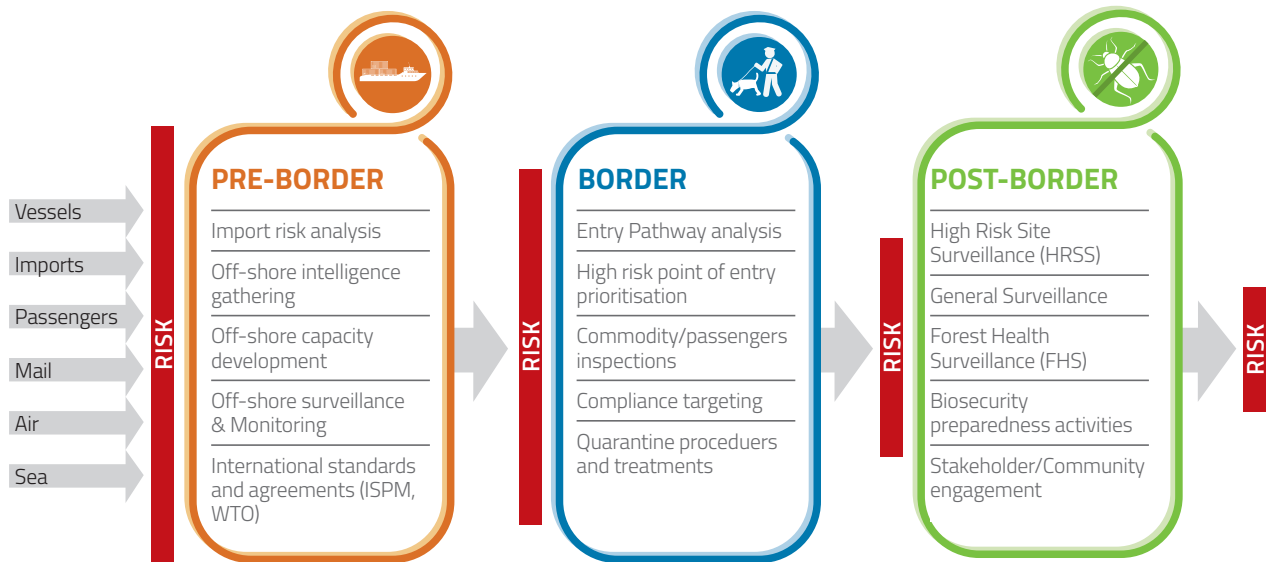 Vessels
Imports
Passengers
Mail
Air
Sea
RISK
PRE-BORDER
Import risk analysis
Off-shore intelligence
gathering
Off-shore capacity
development
Off-shore surveillance
& Monitoring
International standards
and agreements (ISPM,
WTO)
RISK
BORDER
Entry Pathway analysis
High risk point of entry
prioritisation
Commodity/passengers
inspections
Compliance targeting
Quarantine proceduers
and treatments
RISK
POST-BORDER
High Risk Site
Surveillance (HRSS)
General Surveillance
Forest Health
Surveillance (FHS)
Biosecurity
preparedness activities
Stakeholder/Community
engagement
RISK